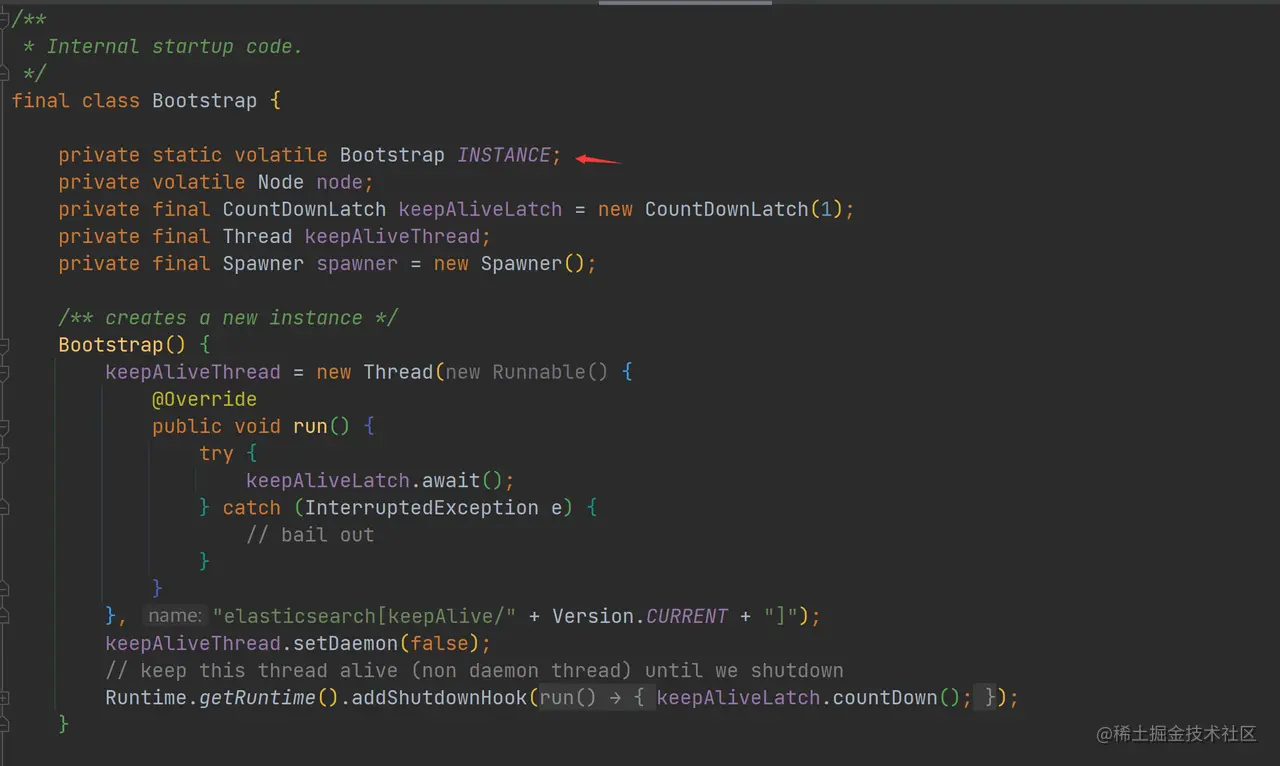 /**
 * Internal startup code.
 */
final class Bootstrap {
    private static volatile Bootstrap INSTANCE;
    private volatile Node node;
    private final CountDownLatch keepAliveLatch = new CountDownLatch(1);
    private final Thread keepAliveThread;
    private final Spawner spawner = new Spawner();
    /** creates a new instance */
    Bootstrap() {
        keepAliveThread = new Thread(new Runnable() {
            @Override
            public void run() {
                try {
                    keepAliveLatch.await();
                } catch (InterruptedException e) {
                    // bail out
                }
            }
        }, name: "elasticsearch[keepAlive/" + Version.CURRENT + "]");
        keepAliveThread.setDaemon(false);
        // keep this thread alive (non daemon thread) until we shutdown
        Runtime.getRuntime().addShutdownHook(run() → { keepAliveLatch.countDown(); });
    }
@稀土掘金技术社区